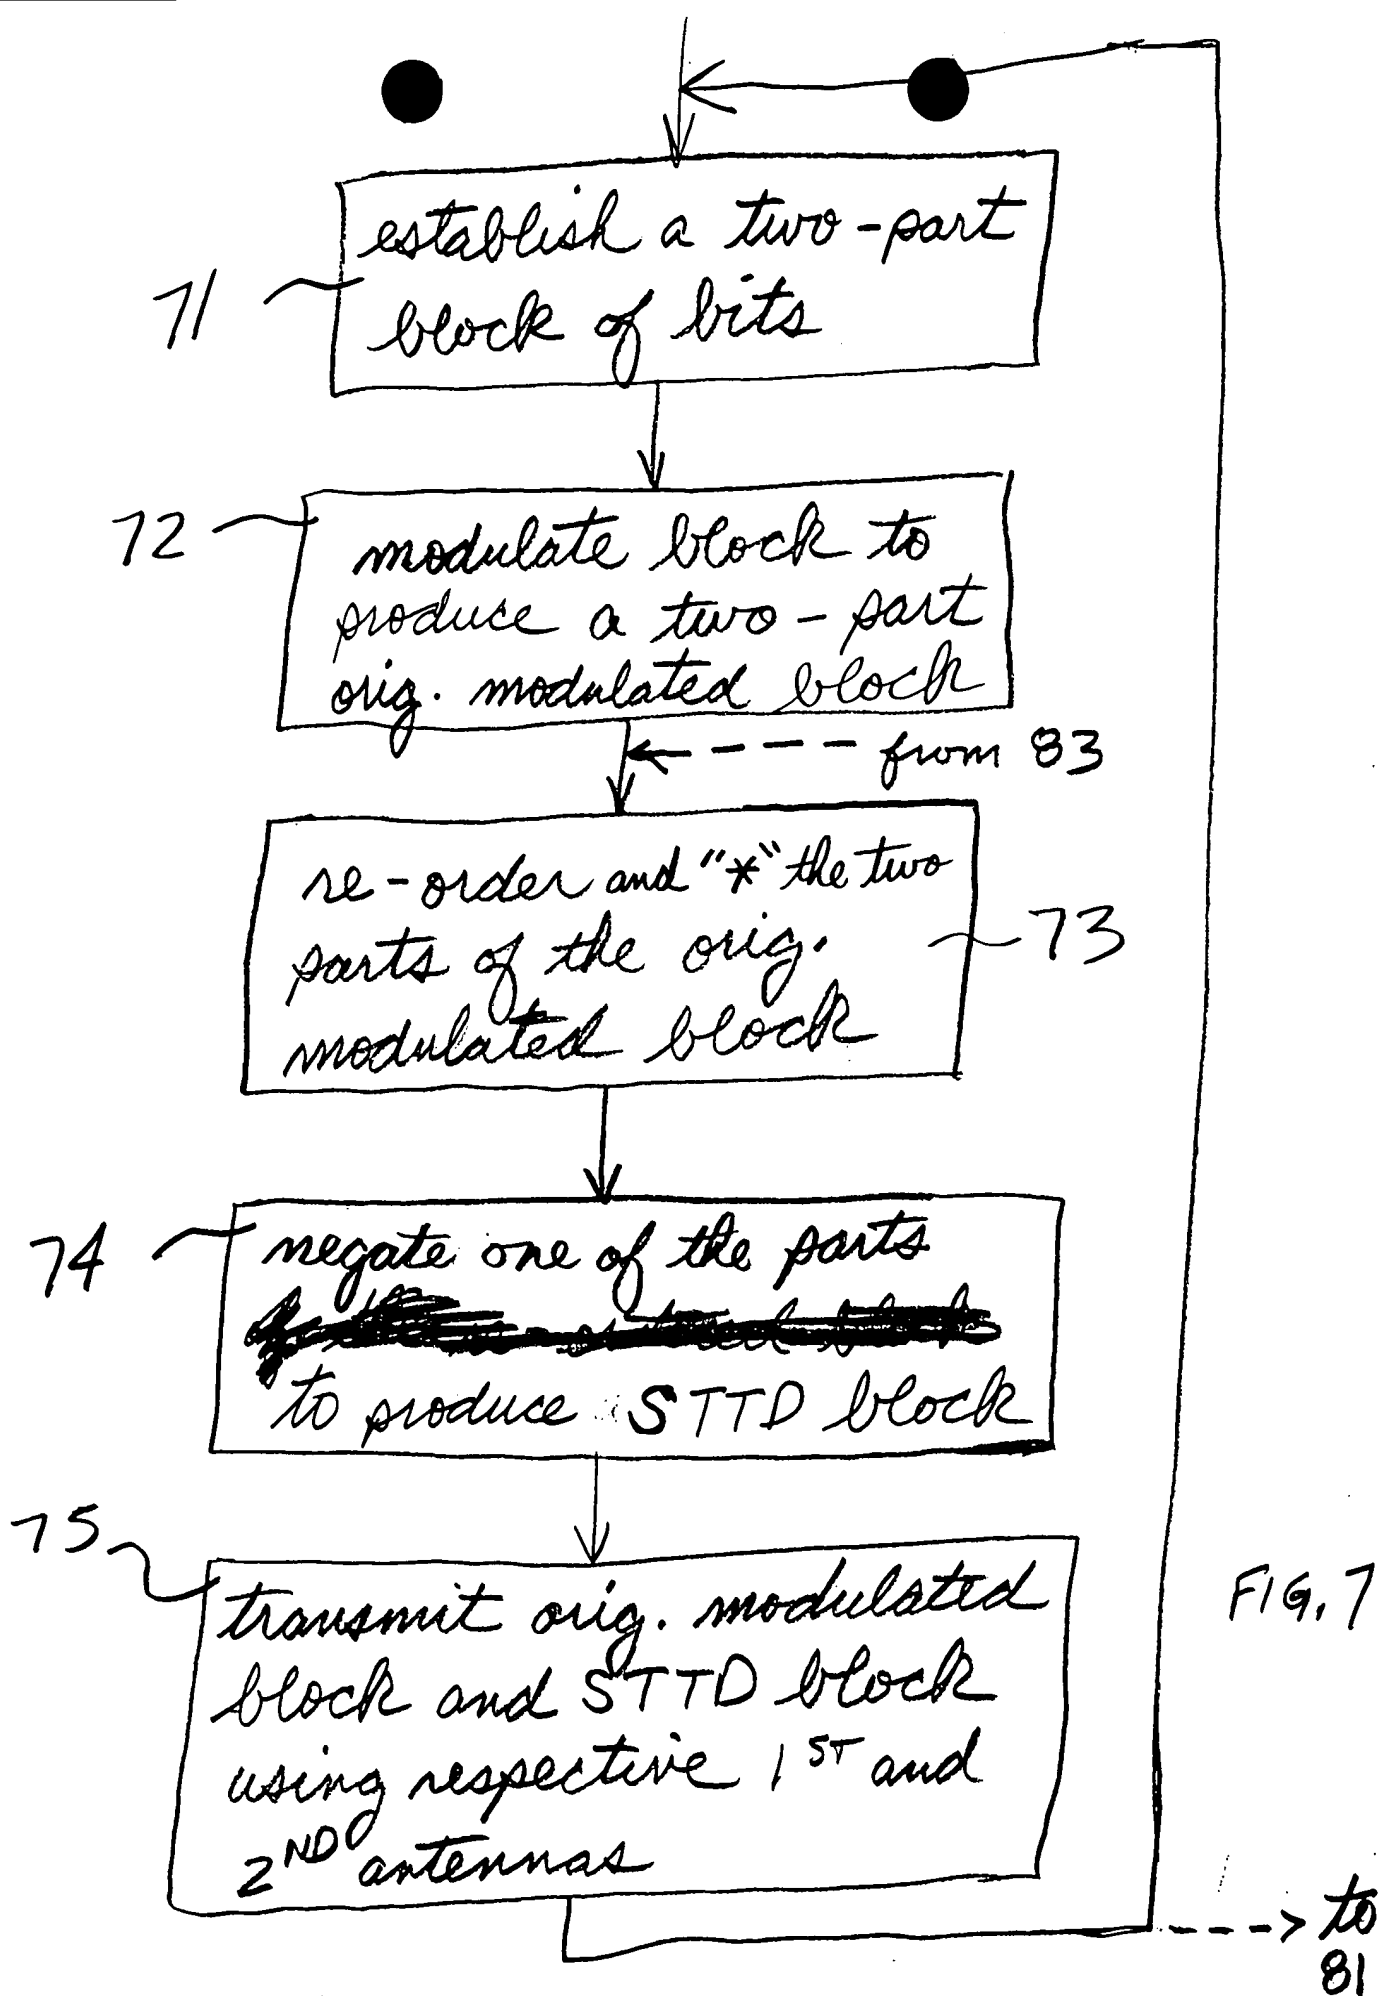 establish a two-part
71
block of bits
72
modulate block to
produce a two-part
orig. modulated block
from 83
re-order and "*" the two
73
parts of the orig.
modulated block
74
negate one of the parts
to produce STTD block
75
transmit orig. modulated
FIG. 7
block and STTD block
using respective 1ST and
2ND antennas
to
81